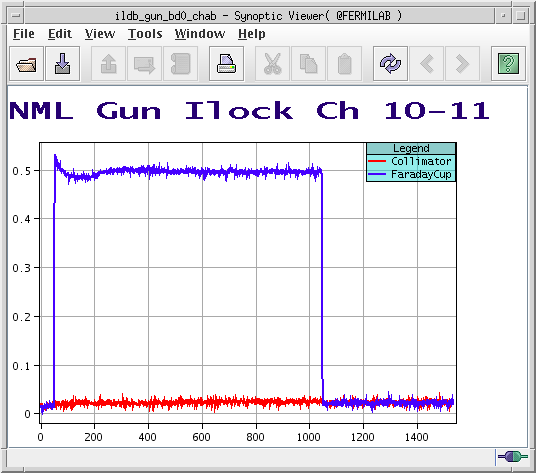 ildb_gun_bd0_chab - Synoptic Viewer( @FERMILAB )
File Edit View Tools Window Help
NML Gun Ilock Ch 10-11
Legend
Collimator
FaradayCup
0.5
0.4
0.3
0.2
0.1
0
0 200 400 600 800 1000 1200 1400